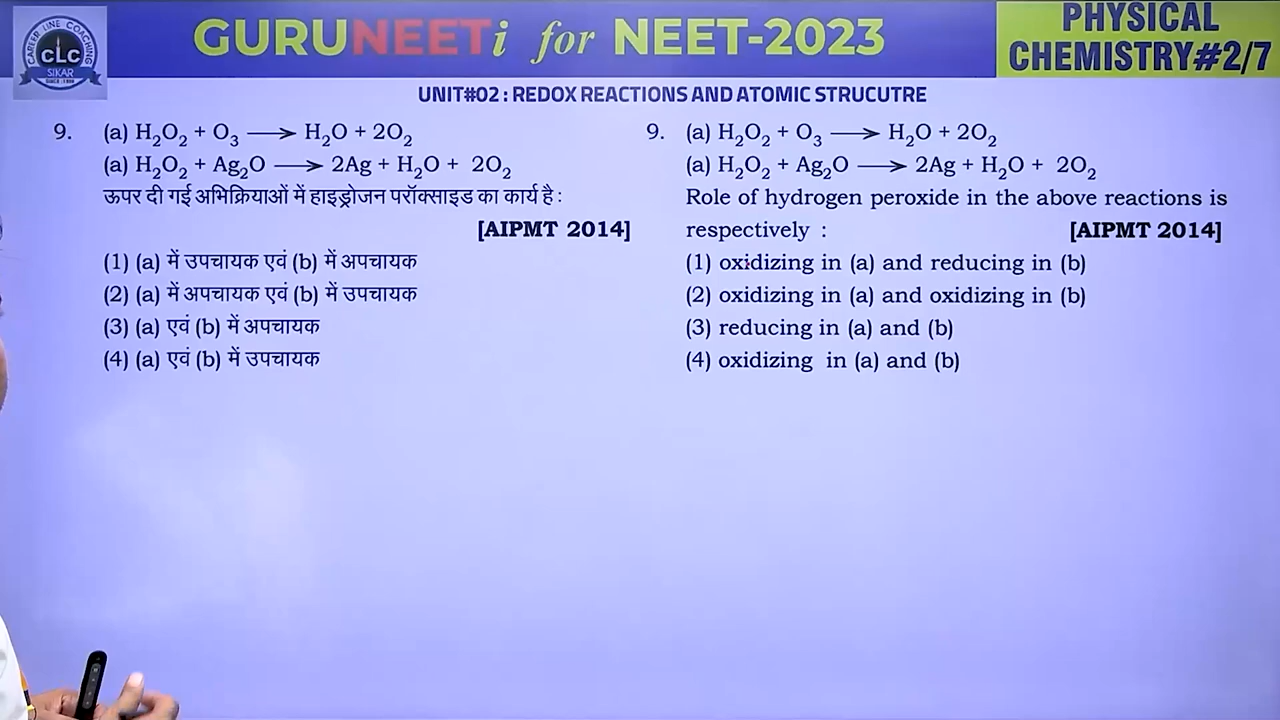 CAREER LINE COACHING
CLC
SIKAR
GURUNEETi for NEET-2023
PHYSICAL
CHEMISTRY#2/7
UNIT#02 : REDOX REACTIONS AND ATOMIC STRUCUTRE
9. (a) H₂O₂ + O₃ ⟶ H₂O + 2O₂
(a) H₂O₂ + Ag₂O ⟶ 2Ag + H₂O + 2O₂
ऊपर दी गई अभिक्रियाओं में हाइड्रोजन परॉक्साइड का कार्य है :
[AIPMT 2014]
(1) (a) में उपचायक एवं (b) में अपचायक
(2) (a) में अपचायक एवं (b) में उपचायक
(3) (a) एवं (b) में अपचायक
(4) (a) एवं (b) में उपचायक
9. (a) H₂O₂ + O₃ ⟶ H₂O + 2O₂
(a) H₂O₂ + Ag₂O ⟶ 2Ag + H₂O + 2O₂
Role of hydrogen peroxide in the above reactions is
respectively : [AIPMT 2014]
(1) oxidizing in (a) and reducing in (b)
(2) oxidizing in (a) and oxidizing in (b)
(3) reducing in (a) and (b)
(4) oxidizing in (a) and (b)